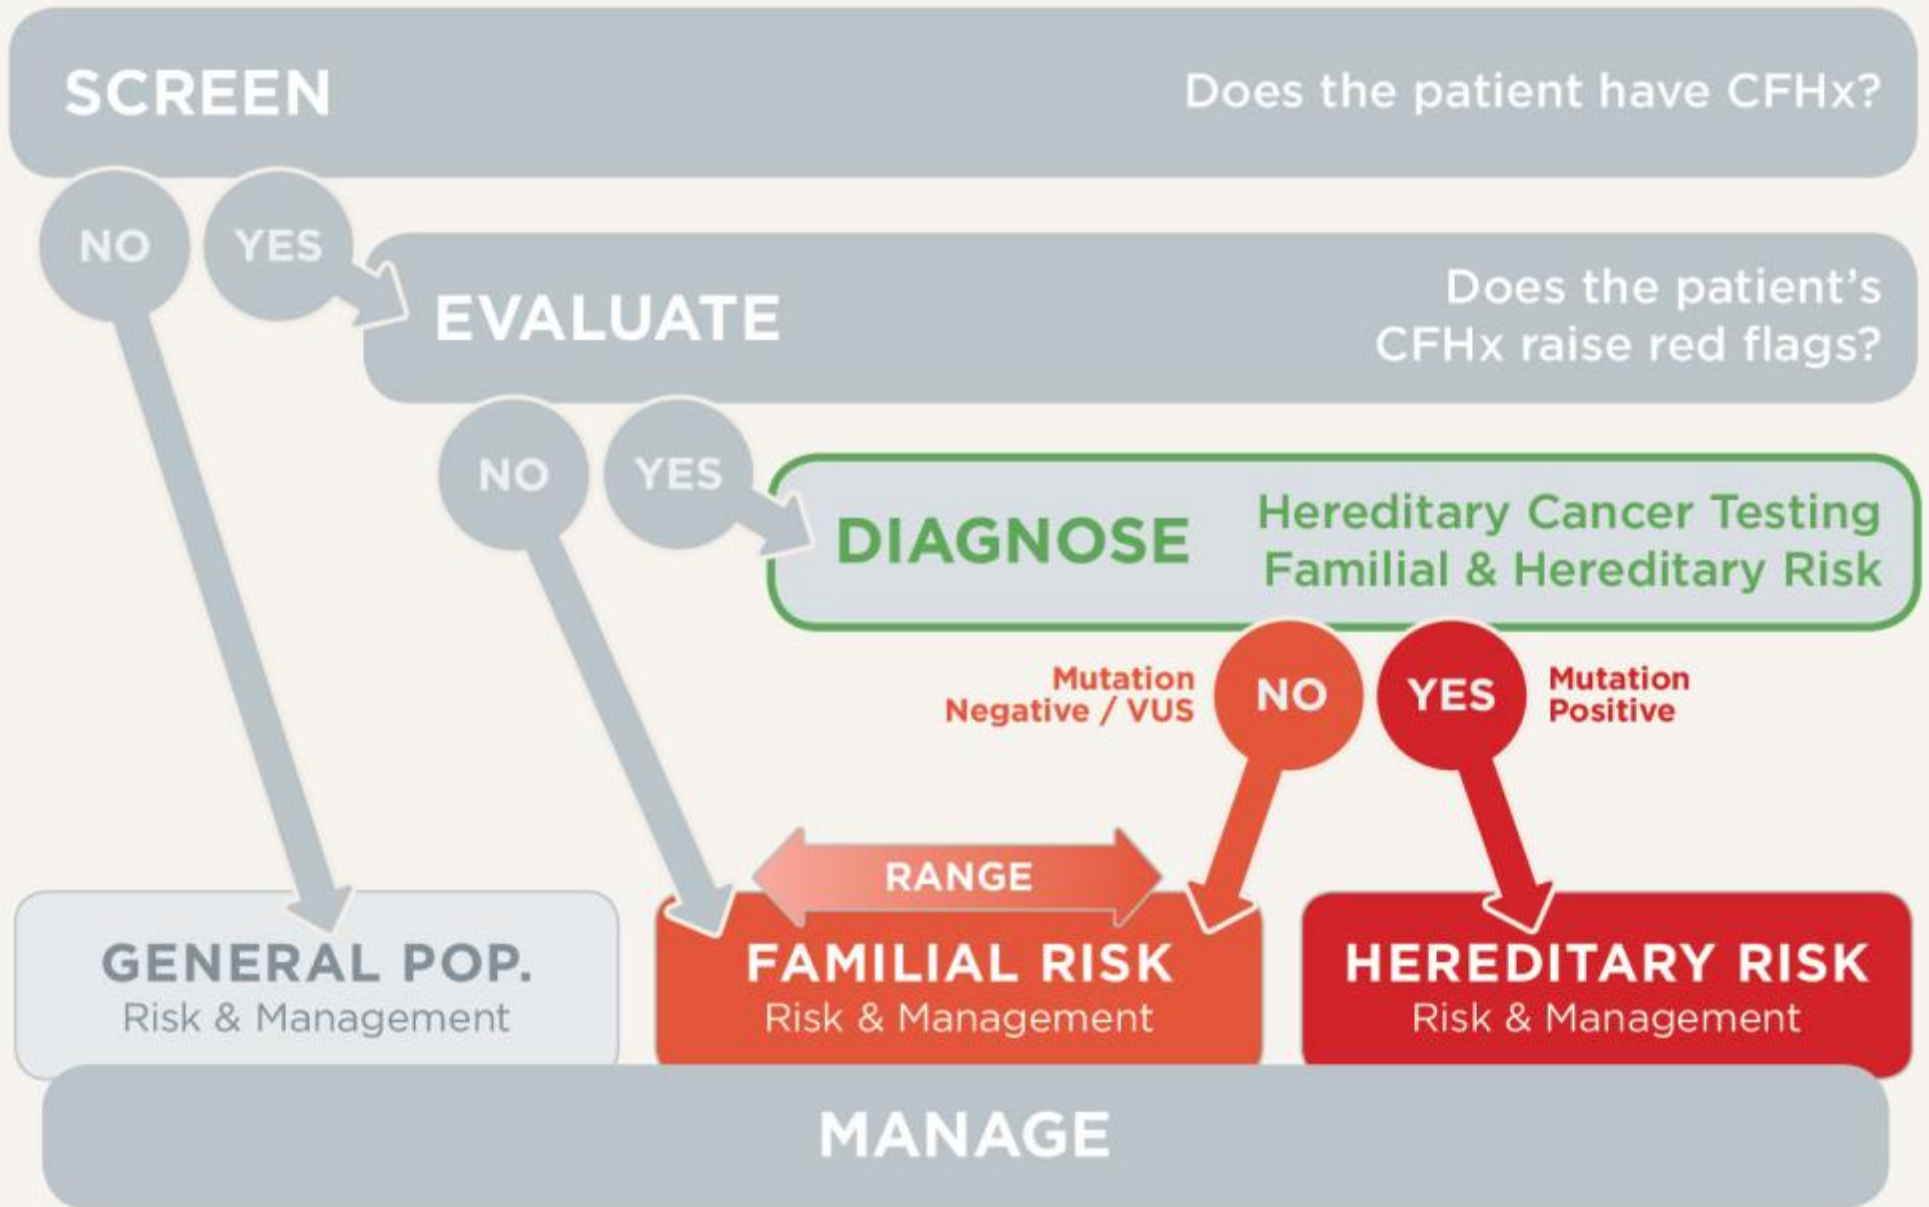 SCREEN
Does the patient have CFHx?
NO
YES
EVALUATE
Does the patient's
CFHx raise red flags?
NO
YES
DIAGNOSE
Hereditary Cancer Testing
Familial & Hereditary Risk
Mutation
Negative / VUS
NO
YES
Mutation
Positive
RANGE
GENERAL POP.
Risk & Management
FAMILIAL RISK
Risk & Management
HEREDITARY RISK
Risk & Management
MANAGE